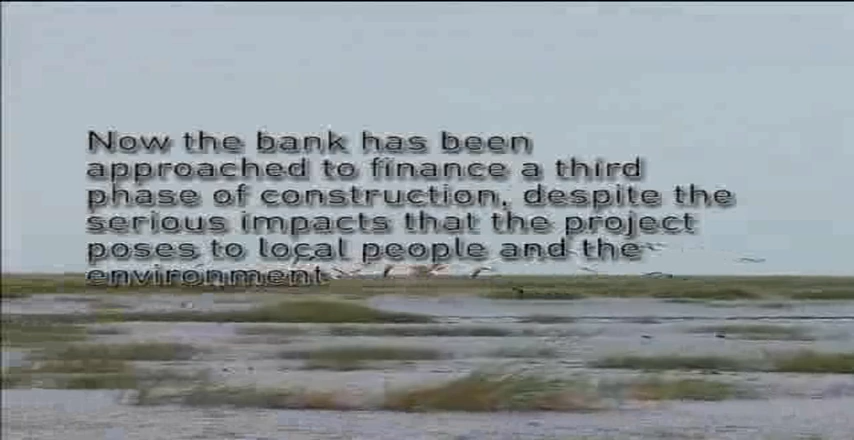 Now the bank has been
approached to finance a third
phase of construction, despite the
serious impacts that the project
poses to local people and the
environment